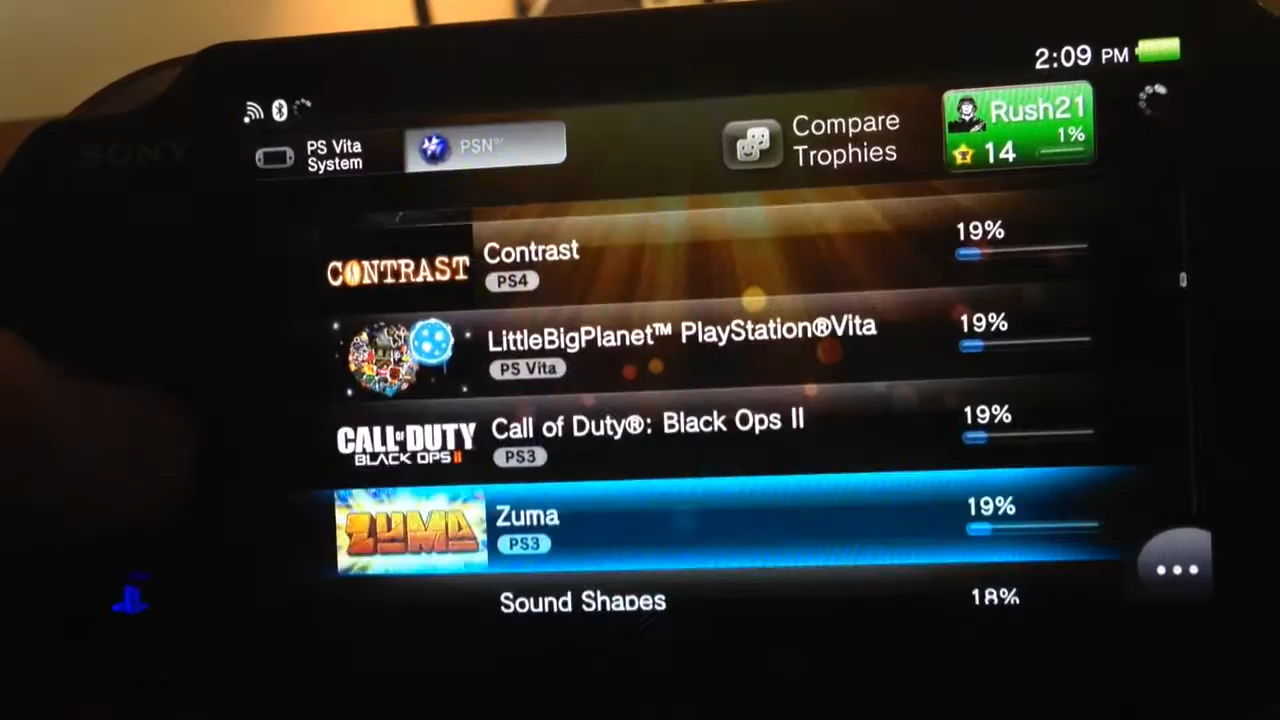 2:09 PM
SONY
PS Vita
System
PSN™
Compare
Trophies
Rush21
1%
14
CONTRAST
Contrast
PS4
19%
LittleBigPlanet™ PlayStation®Vita
PS Vita
19%
CALL OF DUTY
BLACK OPS II
Call of Duty®: Black Ops II
PS3
19%
ZUMA
Zuma
PS3
19%
Sound Shapes
18%